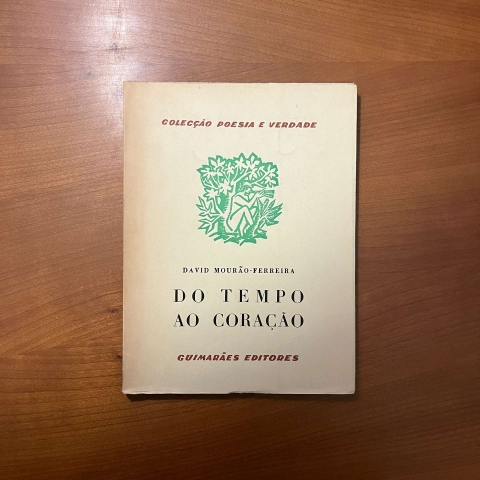 COLECÇÃO POESIA E VERDADE
DAVID MOURÃO-FERREIRA
DO TEMPO
AO CORAÇÃO
GUIMARÃES EDITORES